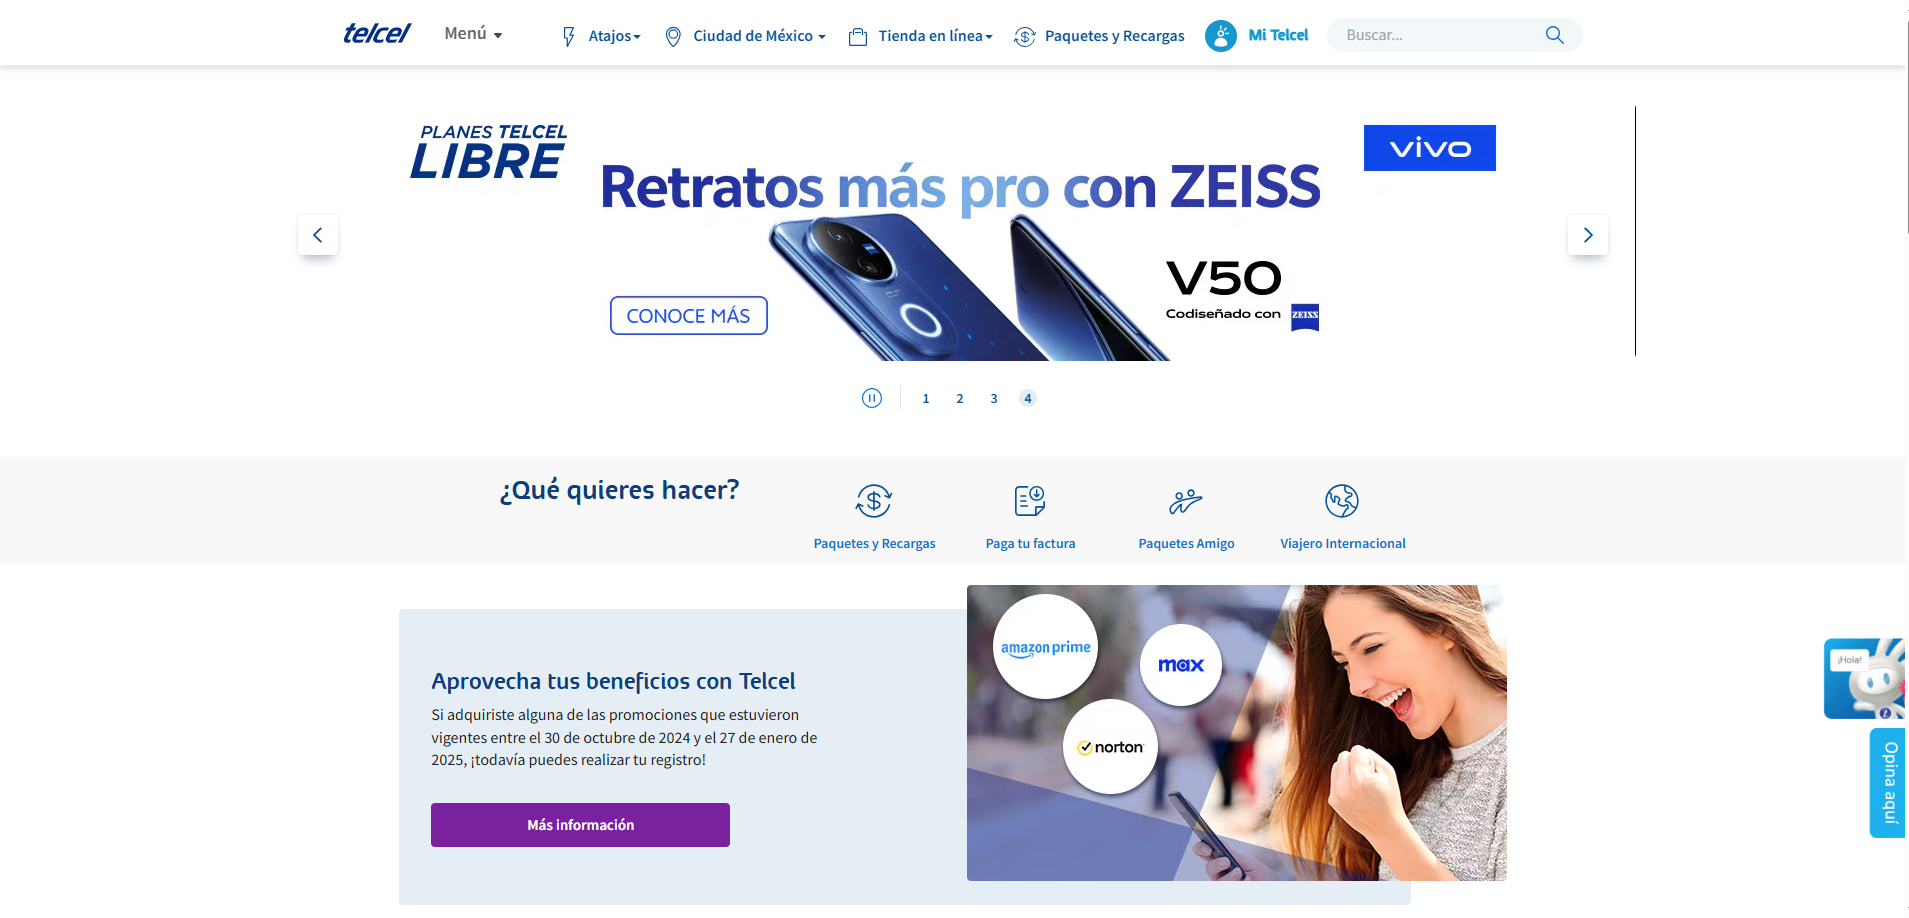 telcel
Menú
Atajos
Ciudad de México
Tienda en línea
Paquetes y Recargas
Mi Telcel
Buscar...
PLANES TELCEL
LIBRE
Retratos más pro con ZEISS
vivo
V50
Codiseñado con
ZEISS
CONOCE MÁS
1
2
3
4
¿Qué quieres hacer?
Paquetes y Recargas
Paga tu factura
Paquetes Amigo
Viajero Internacional
Aprovecha tus beneficios con Telcel
Si adquiriste alguna de las promociones que estuvieron
vigentes entre el 30 de octubre de 2024 y el 27 de enero de
2025, ¡todavía puedes realizar tu registro!
Más información
amazon prime
max
norton
¡Hola!
Opina aquí